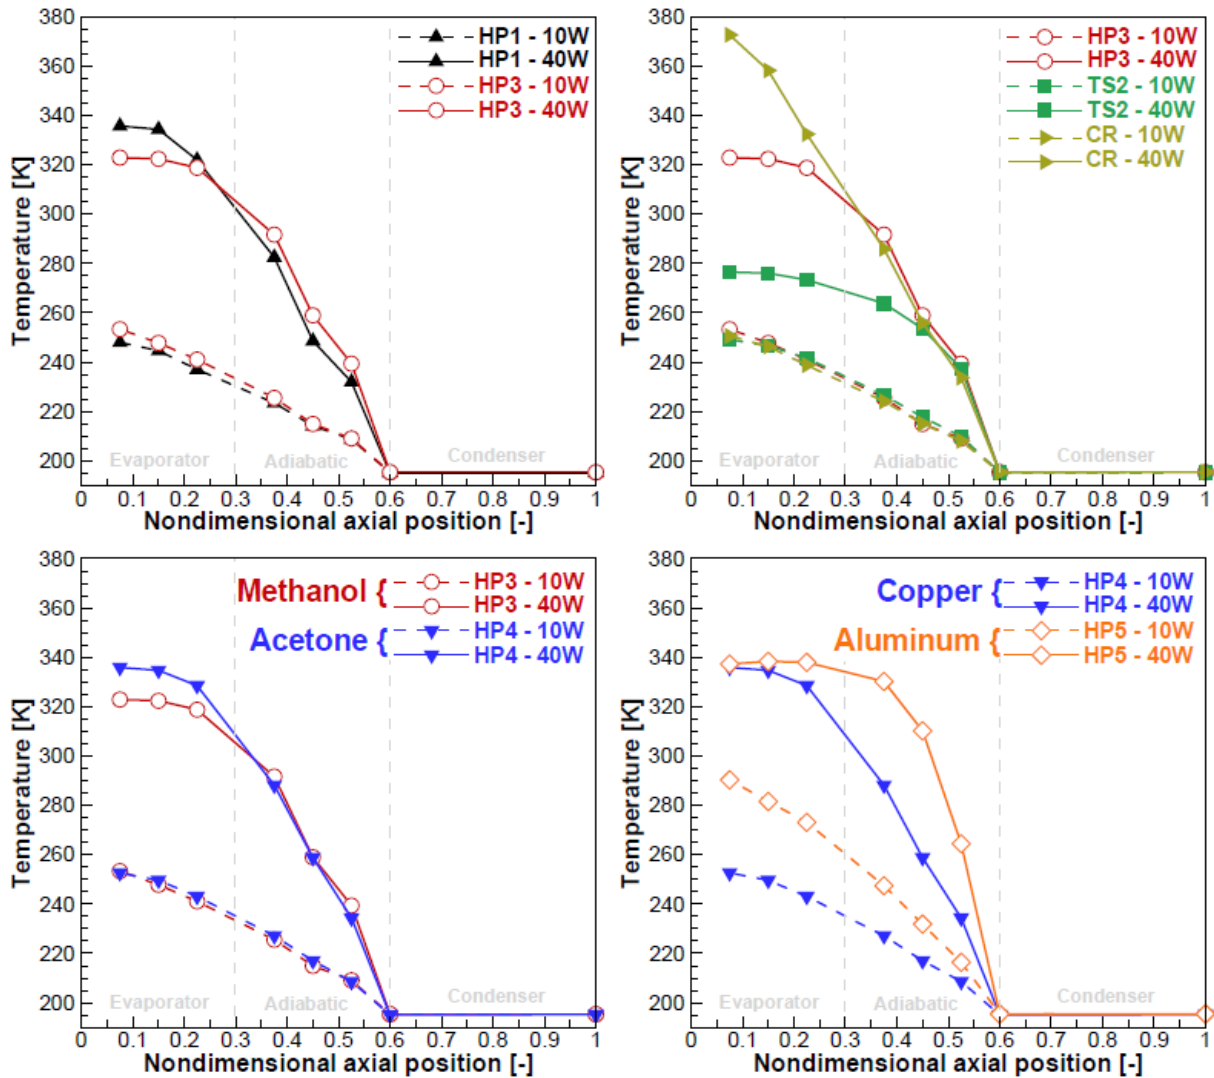 380
360
340
320
300
280
260
240
220
200
Temperature [K]
HP1 - 10W
HP1 - 40W
HP3 - 10W
HP3 - 40W
Evaporator
Adiabatic
Condenser
0 0.1 0.2 0.3 0.4 0.5 0.6 0.7 0.8 0.9 1
Nondimensional axial position [-]
380
360
340
320
300
280
260
240
220
200
Temperature [K]
HP3 - 10W
HP3 - 40W
TS2 - 10W
TS2 - 40W
CR - 10W
CR - 40W
Evaporator
Adiabatic
Condenser
0 0.1 0.2 0.3 0.4 0.5 0.6 0.7 0.8 0.9 1
Nondimensional axial position [-]
380
360
340
320
300
280
260
240
220
200
Temperature [K]
Methanol {
HP3 - 10W
HP3 - 40W
Acetone {
HP4 - 10W
HP4 - 40W
Evaporator
Adiabatic
Condenser
0 0.1 0.2 0.3 0.4 0.5 0.6 0.7 0.8 0.9 1
Nondimensional axial position [-]
380
360
340
320
300
280
260
240
220
200
Temperature [K]
Copper {
HP4 - 10W
HP4 - 40W
Aluminum {
HP5 - 10W
HP5 - 40W
Evaporator
Adiabatic
Condenser
0 0.1 0.2 0.3 0.4 0.5 0.6 0.7 0.8 0.9 1
Nondimensional axial position [-]